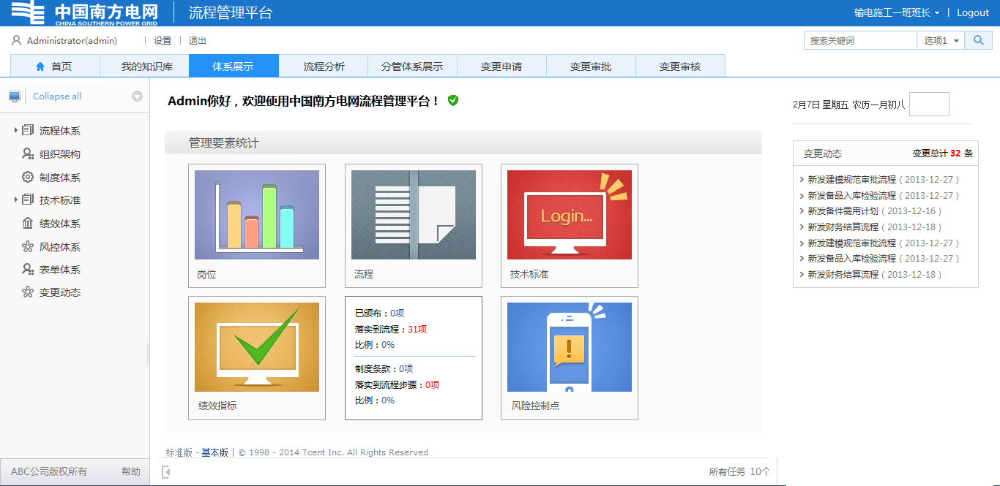 中国南方电网 流程管理平台 输电施工一班班长 | Logout
CHINA SOUTHERN POWER GRID
Administrator(admin) | 设置 | 退出 搜索关键词 选项1
首页 我的知识库 体系展示 流程分析 分管体系展示 变更申请 变更审批 变更审核
Collapse all
流程体系
组织架构
制度体系
技术标准
绩效体系
风控体系
表单体系
变更动态
ABC公司版权所有 帮助
Admin你好，欢迎使用中国南方电网流程管理平台！
管理要素统计
岗位
流程
Login...
技术标准
绩效指标
已颁布：0项
落实到流程：31项
比例：0%
制度条款：0项
落实到流程步骤：0项
比例：0%
风险控制点
2月7日 星期五 农历一月初八
变更动态 变更总计 32 条
新发建模规范审批流程（2013-12-27）
新发备品入库检验流程（2013-12-27）
新发备件需用计划（2013-12-16）
新发财务结算流程（2013-12-18）
新发建模规范审批流程（2013-12-27）
新发备品入库检验流程（2013-12-27）
新发财务结算流程（2013-12-18）
标准版 - 基本版 | © 1998 - 2014 Tcent Inc. All Rights Reserved
所有任务 10个